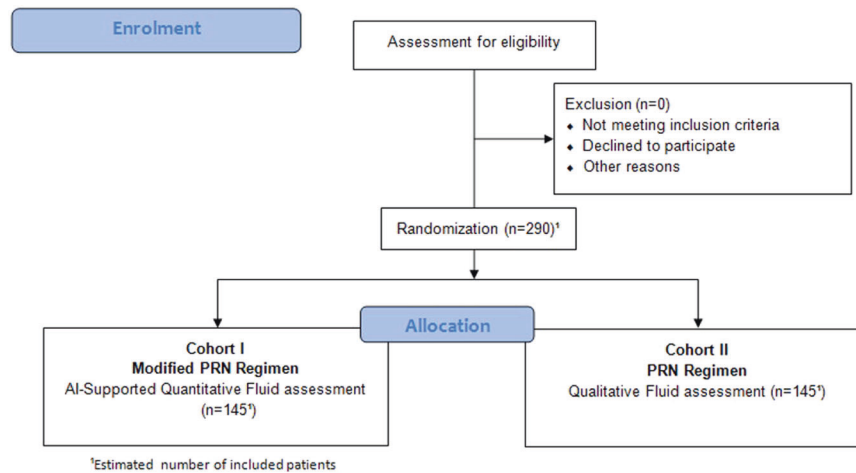 Enrolment
Assessment for eligibility
Exclusion (n=0)
♦ Not meeting inclusion criteria
♦ Declined to participate
♦ Other reasons
Randomization (n=290)¹
Allocation
Cohort I
Modified PRN Regimen
AI-Supported Quantitative Fluid assessment
(n=145¹)
Cohort II
PRN Regimen
Qualitative Fluid assessment (n=145¹)
¹Estimated number of included patients